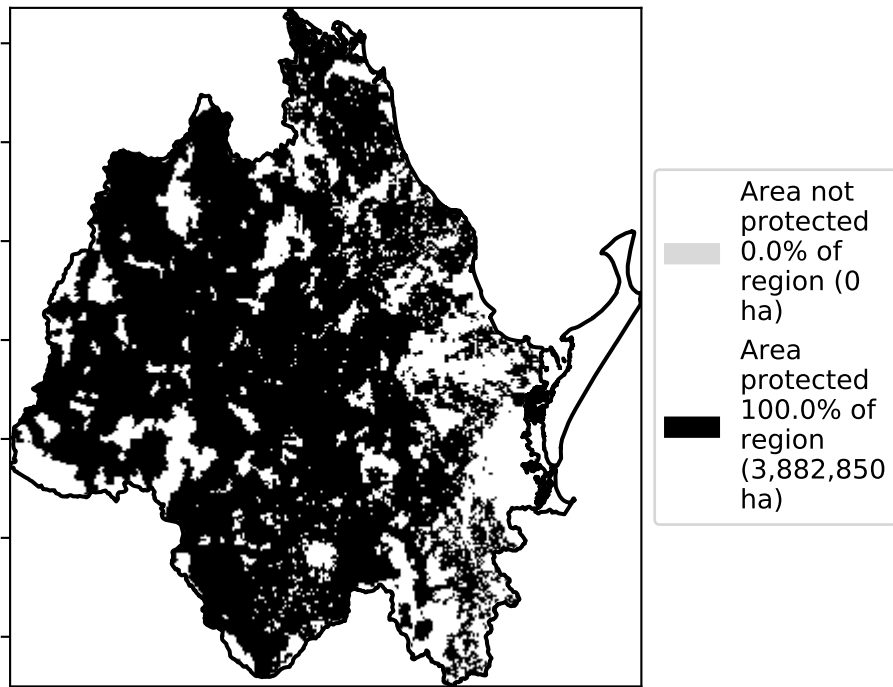 Area not
protected
0.0% of
region (0
ha)
Area
protected
100.0% of
region
(3,882,850
ha)